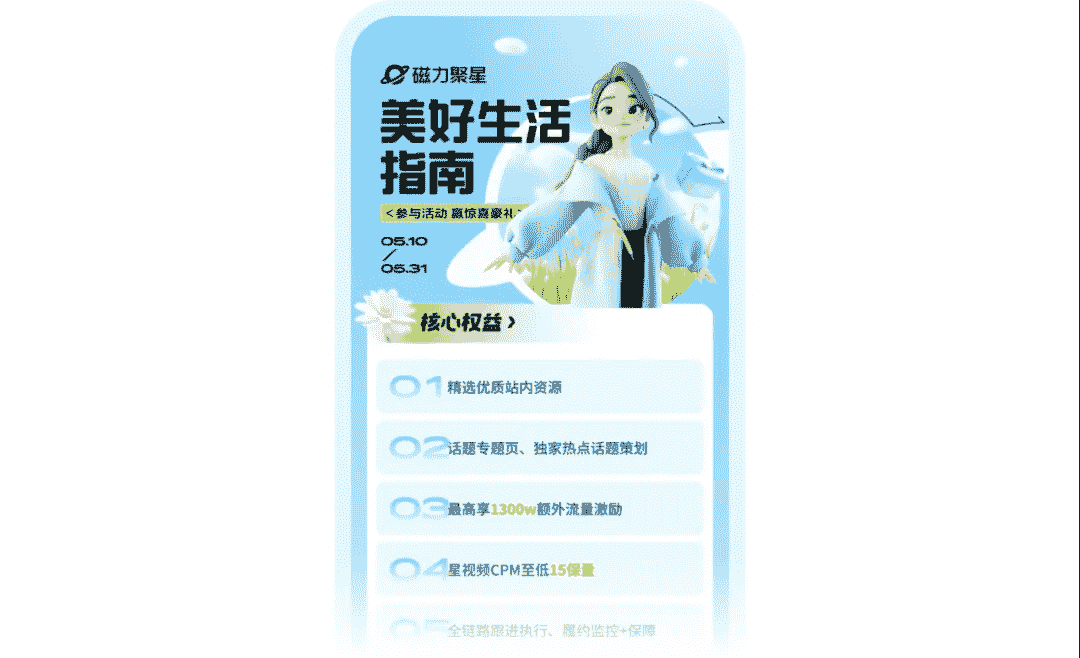 磁力聚星
美好生活
指南
<参与活动 赢惊喜豪礼>
05.10
/
05.31
核心权益 ›
01 精选优质站内资源
02 话题专题页、独家热点话题策划
03 最高享1300w额外流量激励
04 星视频CPM至低15保量
05 全链路跟进执行、履约监控+保障